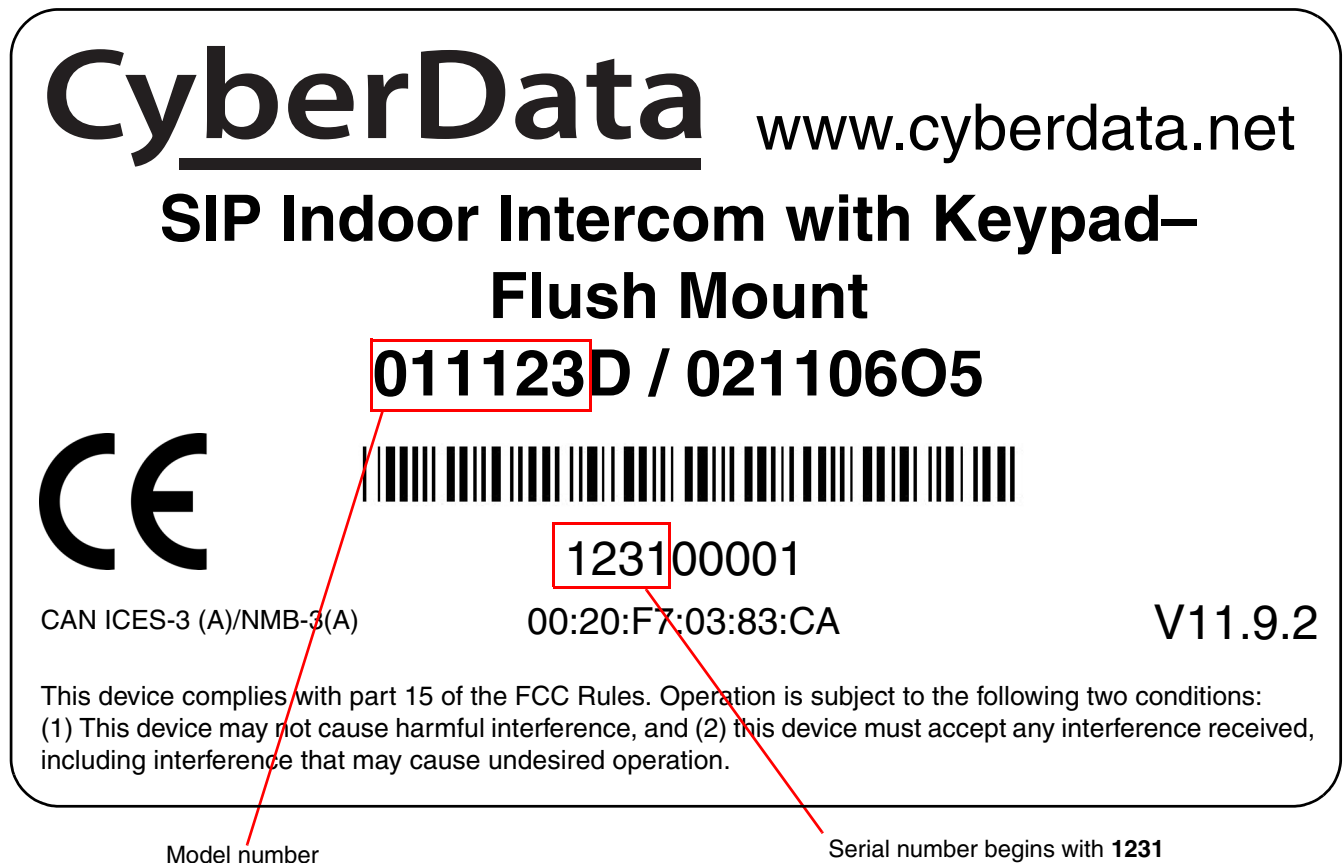 CyberData www.cyberdata.net
SIP Indoor Intercom with Keypad–
Flush Mount
011123D / 021106O5
CE
123100001
CAN ICES-3 (A)/NMB-3(A) 00:20:F7:03:83:CA V11.9.2
This device complies with part 15 of the FCC Rules. Operation is subject to the following two conditions:
(1) This device may not cause harmful interference, and (2) this device must accept any interference received,
including interference that may cause undesired operation.
Model number Serial number begins with 1231